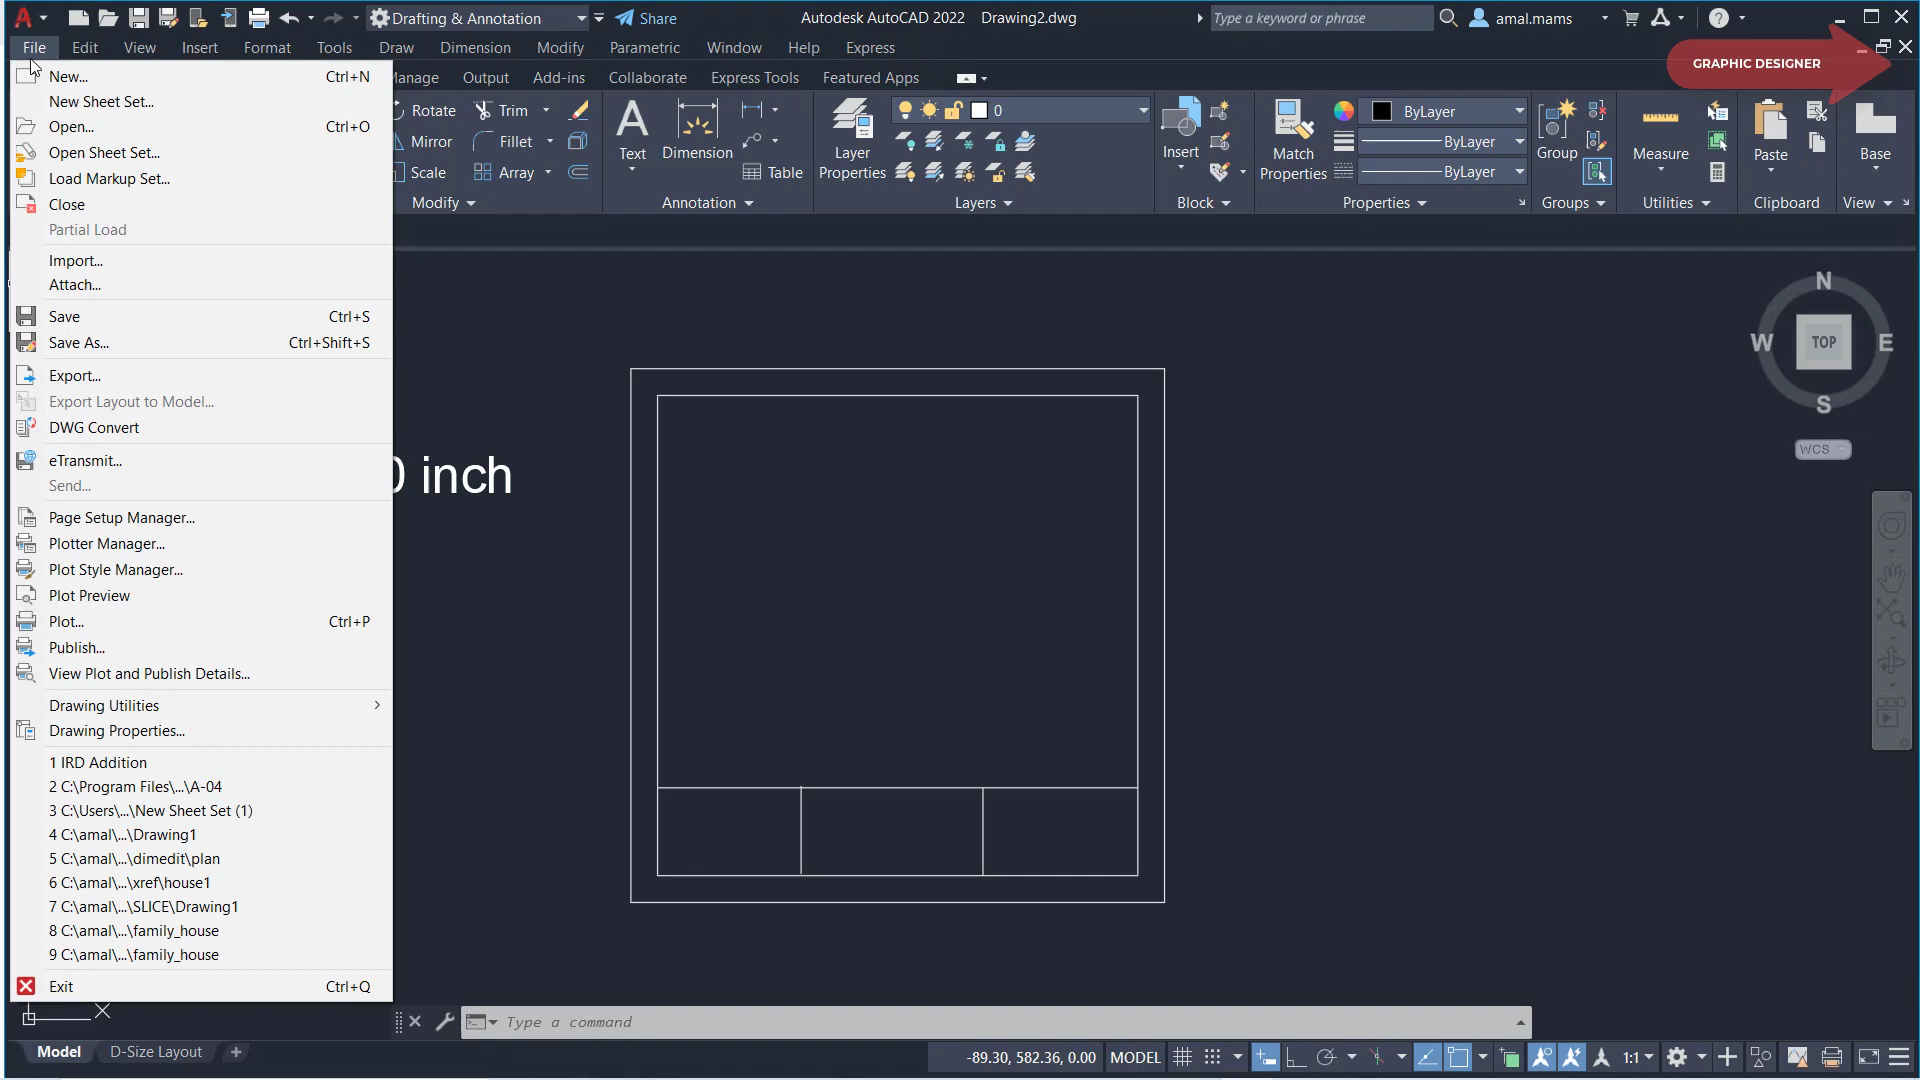 Drafting & Annotation
Share
Autodesk AutoCAD 2022 Drawing2.dwg
Type a keyword or phrase
amal.mams
File Edit View Insert Format Tools Draw Dimension Modify Parametric Window Help Express
GRAPHIC DESIGNER
Output Add-ins Collaborate Express Tools Featured Apps
Rotate Trim
Mirror Fillet
Scale Array
Modify
Text
Dimension
Table
Annotation
Layer
Properties
0
Layers
Insert
Block
Match
Properties
ByLayer
ByLayer
ByLayer
Properties
Group
Groups
Measure
Utilities
Paste
Clipboard
Base
View
New... Ctrl+N
New Sheet Set...
Open... Ctrl+O
Open Sheet Set...
Load Markup Set...
Close
Partial Load
Import...
Attach...
Save Ctrl+S
Save As... Ctrl+Shift+S
Export...
Export Layout to Model...
DWG Convert
eTransmit...
Send...
Page Setup Manager...
Plotter Manager...
Plot Style Manager...
Plot Preview
Plot... Ctrl+P
Publish...
View Plot and Publish Details...
Drawing Utilities
Drawing Properties...
1 IRD Addition
2 C:\Program Files\...\A-04
3 C:\Users\...\New Sheet Set (1)
4 C:\amal\...\Drawing1
5 C:\amal\...\dimedit\plan
6 C:\amal\...\xref\house1
7 C:\amal\...\SLICE\Drawing1
8 C:\amal\...\family_house
9 C:\amal\...\family_house
Exit Ctrl+Q
0 inch
N
W TOP E
S
WCS
Type a command
Model D-Size Layout
-89.30, 582.36, 0.00 MODEL 1:1